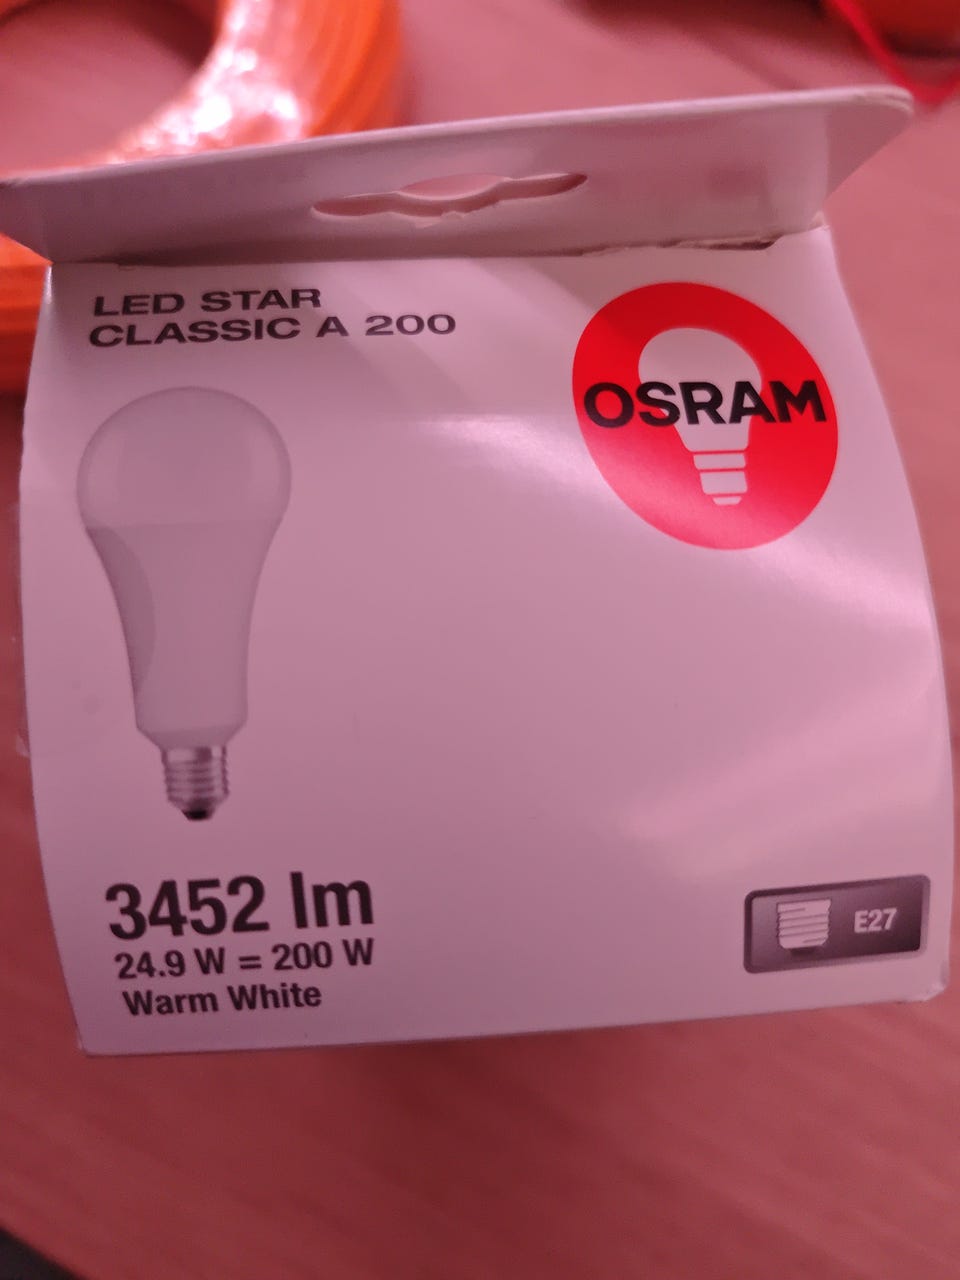 LED STAR
CLASSIC A 200
OSRAM
3452 lm
24.9 W = 200 W
Warm White
E27